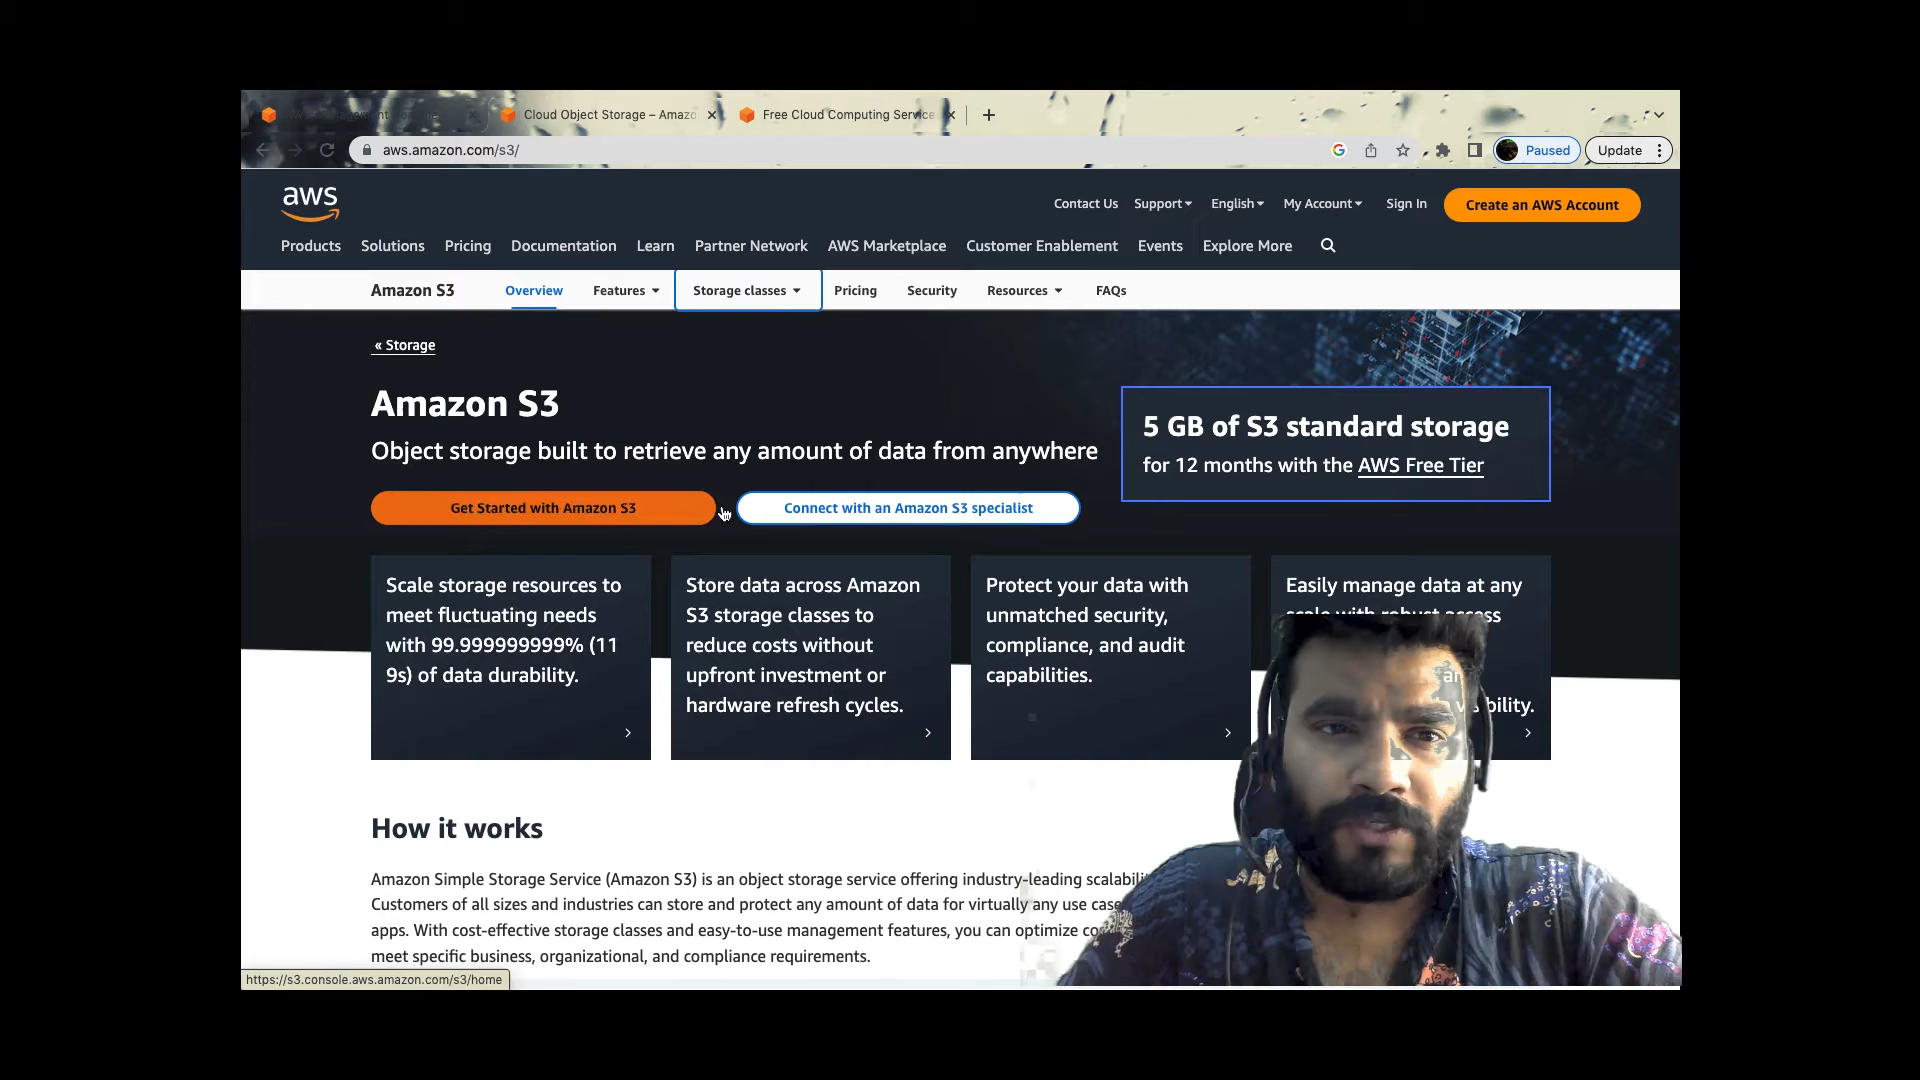 Cloud Object Storage – Amazo
Free Cloud Computing Service
aws.amazon.com/s3/
Paused
Update
aws
Contact Us
Support
English
My Account
Sign In
Create an AWS Account
Products
Solutions
Pricing
Documentation
Learn
Partner Network
AWS Marketplace
Customer Enablement
Events
Explore More
Amazon S3
Overview
Features
Storage classes
Pricing
Security
Resources
FAQs
« Storage
Amazon S3
Object storage built to retrieve any amount of data from anywhere
Get Started with Amazon S3
Connect with an Amazon S3 specialist
5 GB of S3 standard storage
for 12 months with the AWS Free Tier
Scale storage resources to
meet fluctuating needs
with 99.999999999% (11
9s) of data durability.
Store data across Amazon
S3 storage classes to
reduce costs without
upfront investment or
hardware refresh cycles.
Protect your data with
unmatched security,
compliance, and audit
capabilities.
Easily manage data at any
scale with robust access
How it works
Amazon Simple Storage Service (Amazon S3) is an object storage service offering industry-leading
Customers of all sizes and industries can store and protect any amount of data for virtually any use
apps. With cost-effective storage classes and easy-to-use management features, you can optimize
meet specific business, organizational, and compliance requirements.
https://s3.console.aws.amazon.com/s3/home